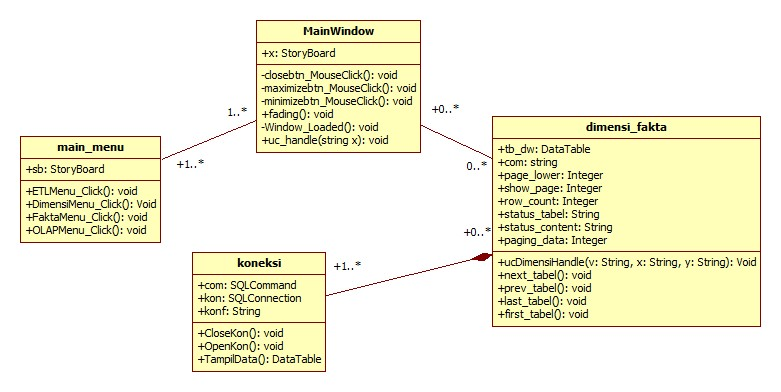 MainWindow
+x: StoryBoard
-closebtn_MouseClick(): void
-maximizebtn_MouseClick(): void
-minimizebtn_MouseClick(): void
+fading(): void
-Window_Loaded(): void
+uc_handle(string x): void
1..*
+0..*
main_menu
+sb: StoryBoard
+ETLMenu_Click(): void
+DimensiMenu_Click(): Void
+FaktaMenu_Click(): void
+OLAPMenu_Click(): void
+1..*
dimensi_fakta
+tb_dw: DataTable
+com: string
+page_lower: Integer
+show_page: Integer
+row_count: Integer
+status_tabel: String
+status_content: String
+paging_data: Integer
+ucDimensiHandle(v: String, x: String, y: String): Void
+next_tabel(): void
+prev_tabel(): void
+last_tabel(): void
+first_tabel(): void
0..*
+0..*
koneksi
+com: SQLCommand
+kon: SQLConnection
+konf: String
+CloseKon(): void
+OpenKon(): void
+TampilData(): DataTable
+1..*